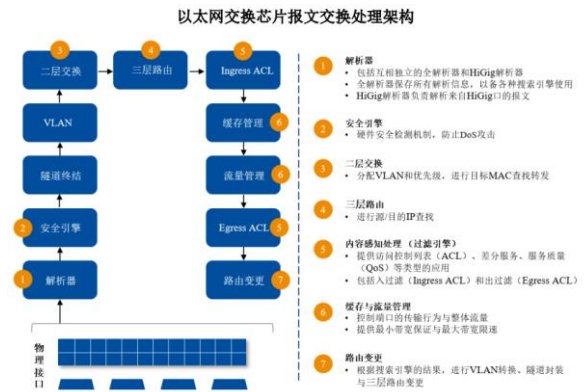 以太网交换芯片报文交换处理架构
3
4
5
二层交换
三层路由
Ingress ACL
VLAN
缓存管理
6
隧道终结
流量管理
6
2
安全引擎
Egress ACL
5
1
解析器
路由变更
7
物理接口
1
解析器
• 包括互相独立的全解析器和HiGig解析器
• 全解析器保存所有解析信息，以备各种搜索引擎使用
• HiGig解析器负责解析来自HiGig口的报文
2
安全引擎
• 硬件安全检测机制，防止DoS攻击
3
二层交换
• 分配VLAN和优先级，进行目标MAC查找转发
4
三层路由
• 进行源/目的IP查找
5
内容感知处理（过滤引擎）
• 提供访问控制列表（ACL）、差分服务、服务质量
（QoS）等类型的应用
• 包括入过滤（Ingress ACL）和出过滤（Egress ACL）
6
缓存与流量管理
• 控制端口的传输行为与整体流量
• 提供最小带宽保证与最大带宽限速
7
路由变更
• 根据搜索引擎的结果，进行VLAN转换、隧道封装
与三层路由变更